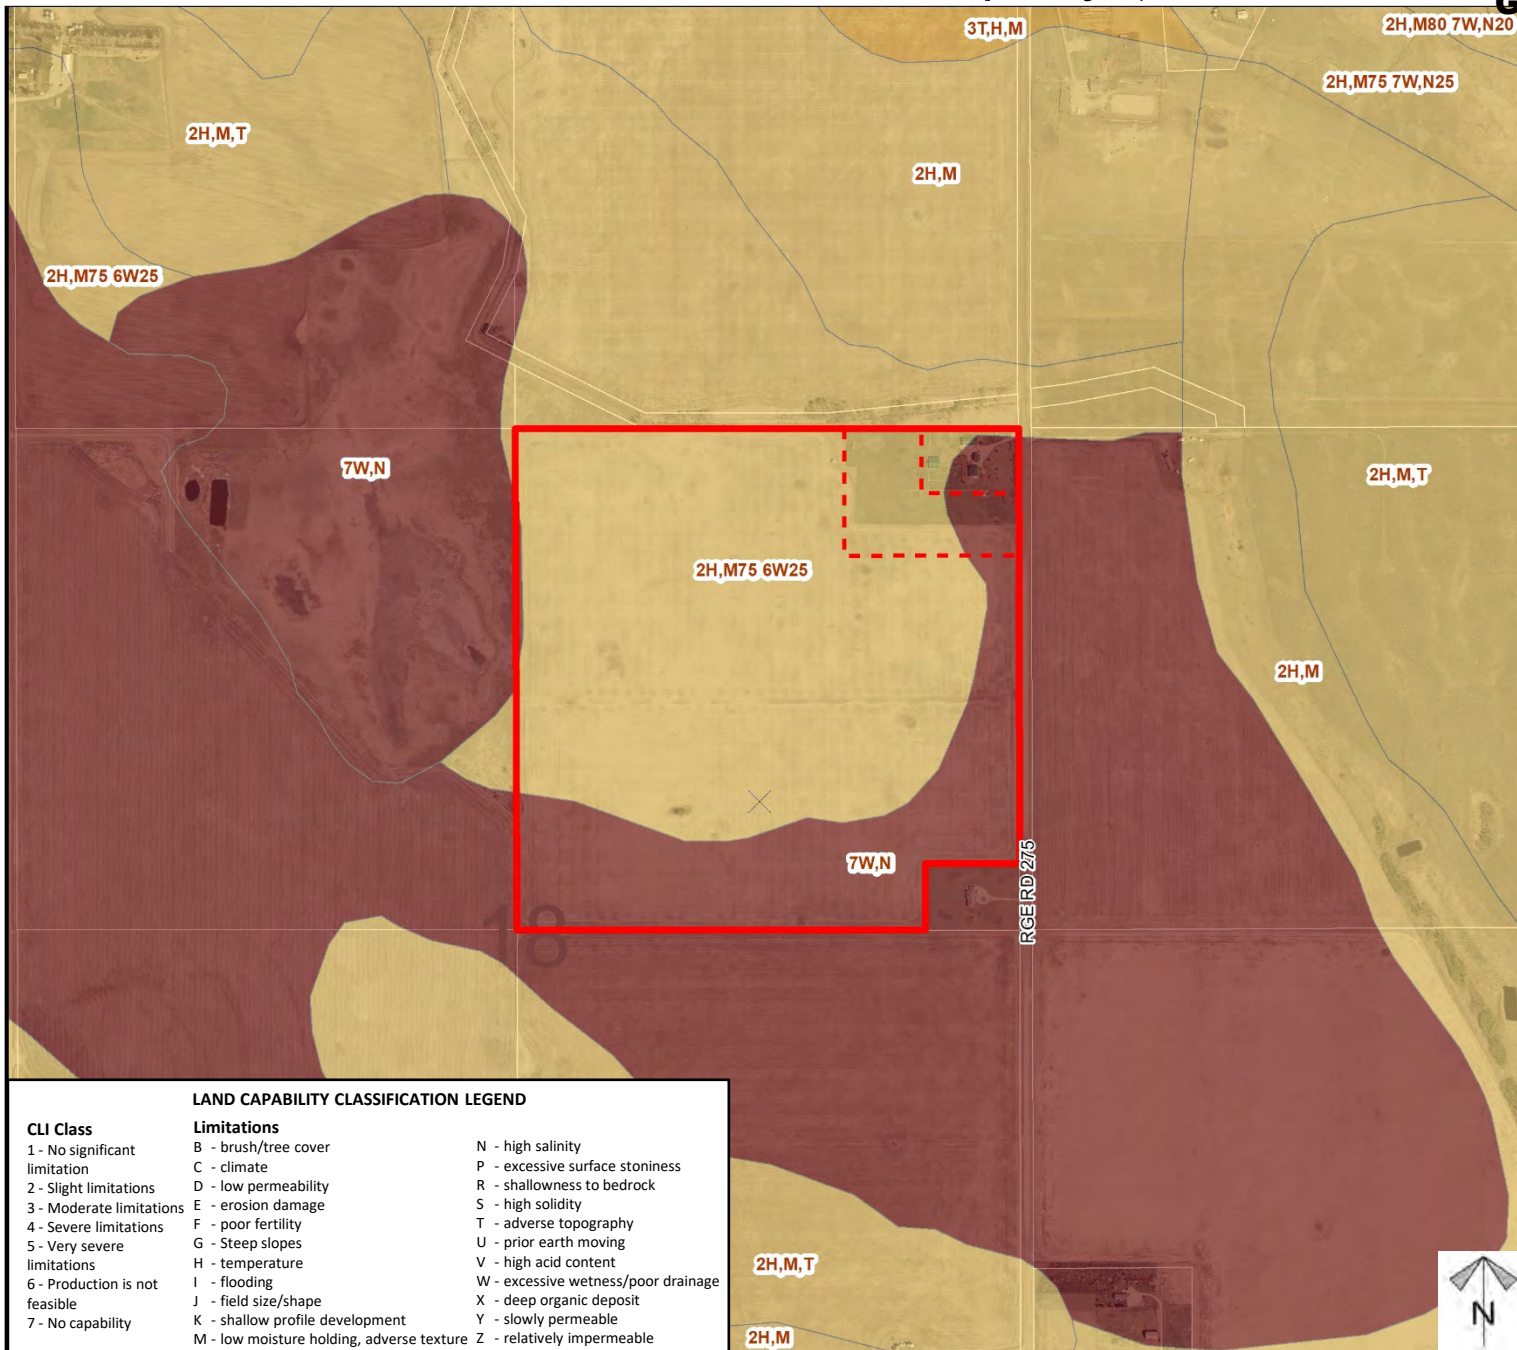 3T,H,M
2H,M80 7W,N20
2H,M75 7W,N25
2H,M,T
2H,M
2H,M75 6W25
7W,N
2H,M,T
2H,M75 6W25
2H,M
7W,N
RGE RD 275
18
LAND CAPABILITY CLASSIFICATION LEGEND
CLI Class
1 - No significant
limitation
2 - Slight limitations
3 - Moderate limitations
4 - Severe limitations
5 - Very severe
limitations
6 - Production is not
feasible
7 - No capability
Limitations
B - brush/tree cover
C - climate
D - low permeability
E - erosion damage
F - poor fertility
G - Steep slopes
H - temperature
I - flooding
J - field size/shape
K - shallow profile development
M - low moisture holding, adverse texture
N - high salinity
P - excessive surface stoniness
R - shallowness to bedrock
S - high solidity
T - adverse topography
U - prior earth moving
V - high acid content
W - excessive wetness/poor drainage
X - deep organic deposit
Y - slowly permeable
Z - relatively impermeable
2H,M,T
2H,M
N